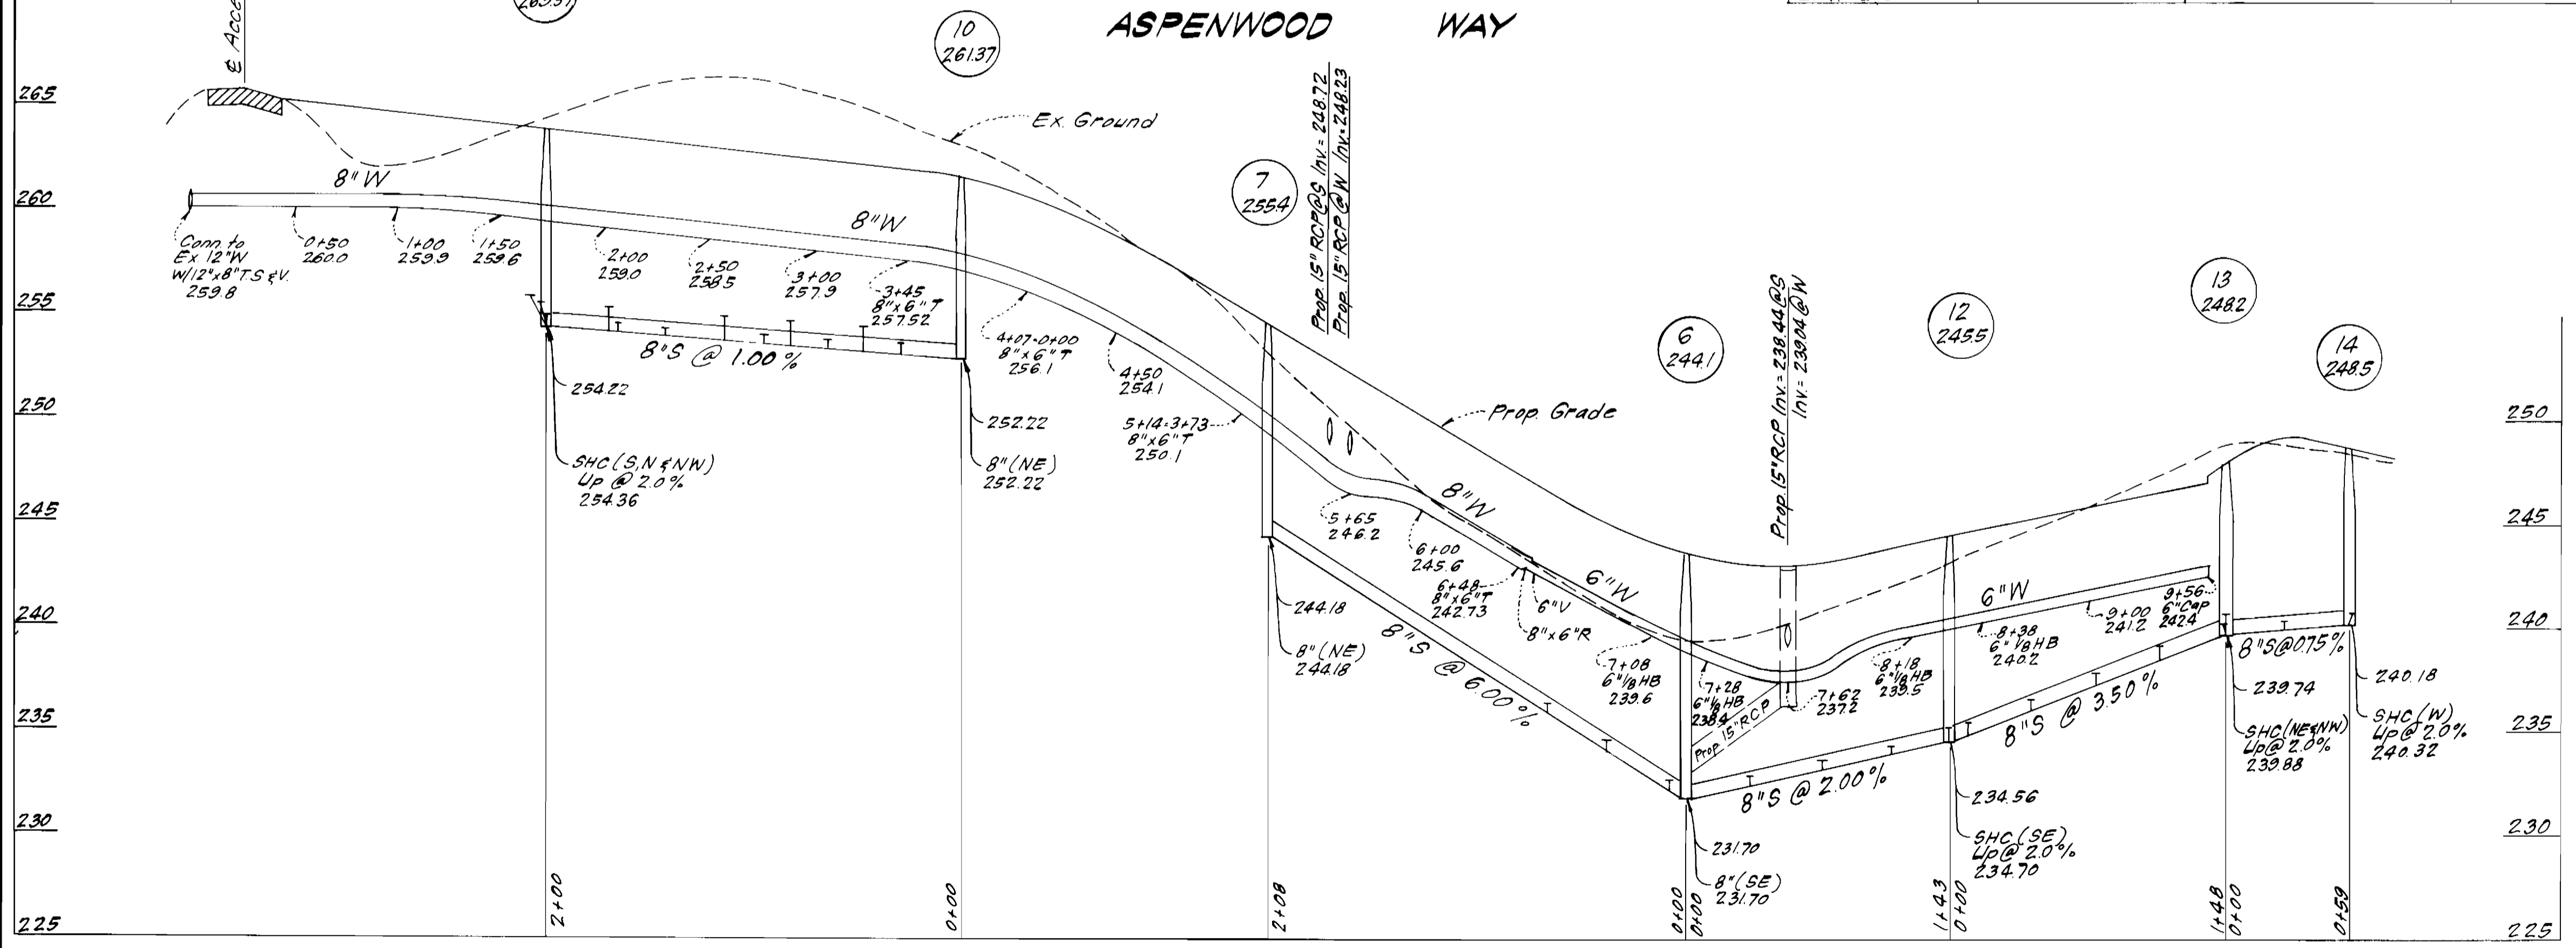 ASPENWOOD WAY
℄ Acce
263.97
10
261.37
7
255.4
6
244.1
12
245.5
13
248.2
14
248.5
265
260
255
250
245
240
235
230
225
250
245
240
235
230
225
Ex. Ground
Prop. Grade
Prop. 15" RCP@S Inv.= 248.72
Prop. 15" RCP@W Inv.= 248.23
Prop. 15" RCP Inv.= 238.44@S
Inv.= 239.04@W
8" W
8" W
8" W
6" W
6" W
Conn. to
Ex 12" W
W/12"x8" T.S &V.
259.8
0+50
260.0
1+00
259.9
1+50
259.6
2+00
259.0
2+50
258.5
3+00
257.9
3+45
8"x6" T
257.52
4+07=0+00
8"x6" T
256.1
4+50
254.1
5+14=3+73
8"x6" T
250.1
5+65
246.2
6+00
245.6
6+48
8"x6" T
242.73
6" V
8"x6" R
7+08
6" 1/8 HB
239.6
7+28
6" 1/8 HB
238.4
Prop. 15" RCP
7+62
237.2
8+18
6" 1/8 HB
239.5
8+38
6" 1/8 HB
240.2
9+00
241.2
9+56
6" Cap
242.4
8" S @ 1.00 %
254.22
SHC (S,N & NW)
Up @ 2.0%
254.36
252.22
8" (NE)
252.22
244.18
8" (NE)
244.18
8" S @ 6.00 %
231.70
8" (SE)
231.70
8" S @ 2.00 %
234.56
SHC (SE)
Up @ 2.0%
234.70
8" S @ 3.50 %
239.74
SHC (NE&NW)
Up @ 2.0%
239.88
8" S @ 0.75 %
240.18
SHC (W)
Up @ 2.0%
240.32
2+00
0+00
2+08
0+00
0+00
1+43
0+00
1+48
0+00
0+59